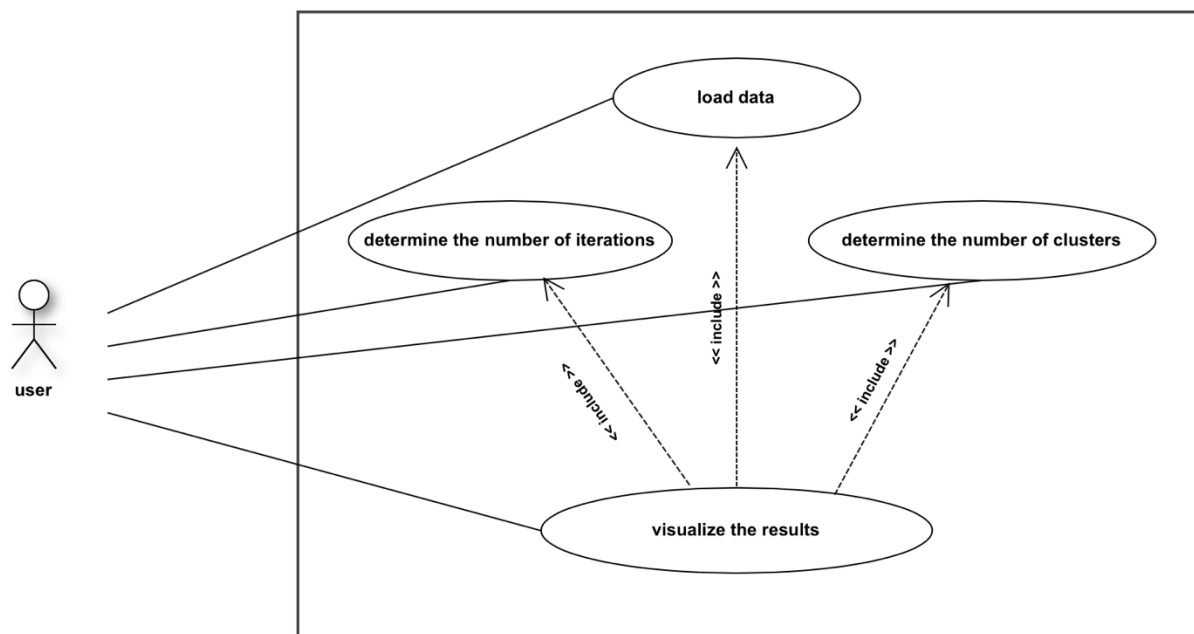 load data
determine the number of iterations
determine the number of clusters
<< include >>
<< include >>
<< include >>
user
visualize the results